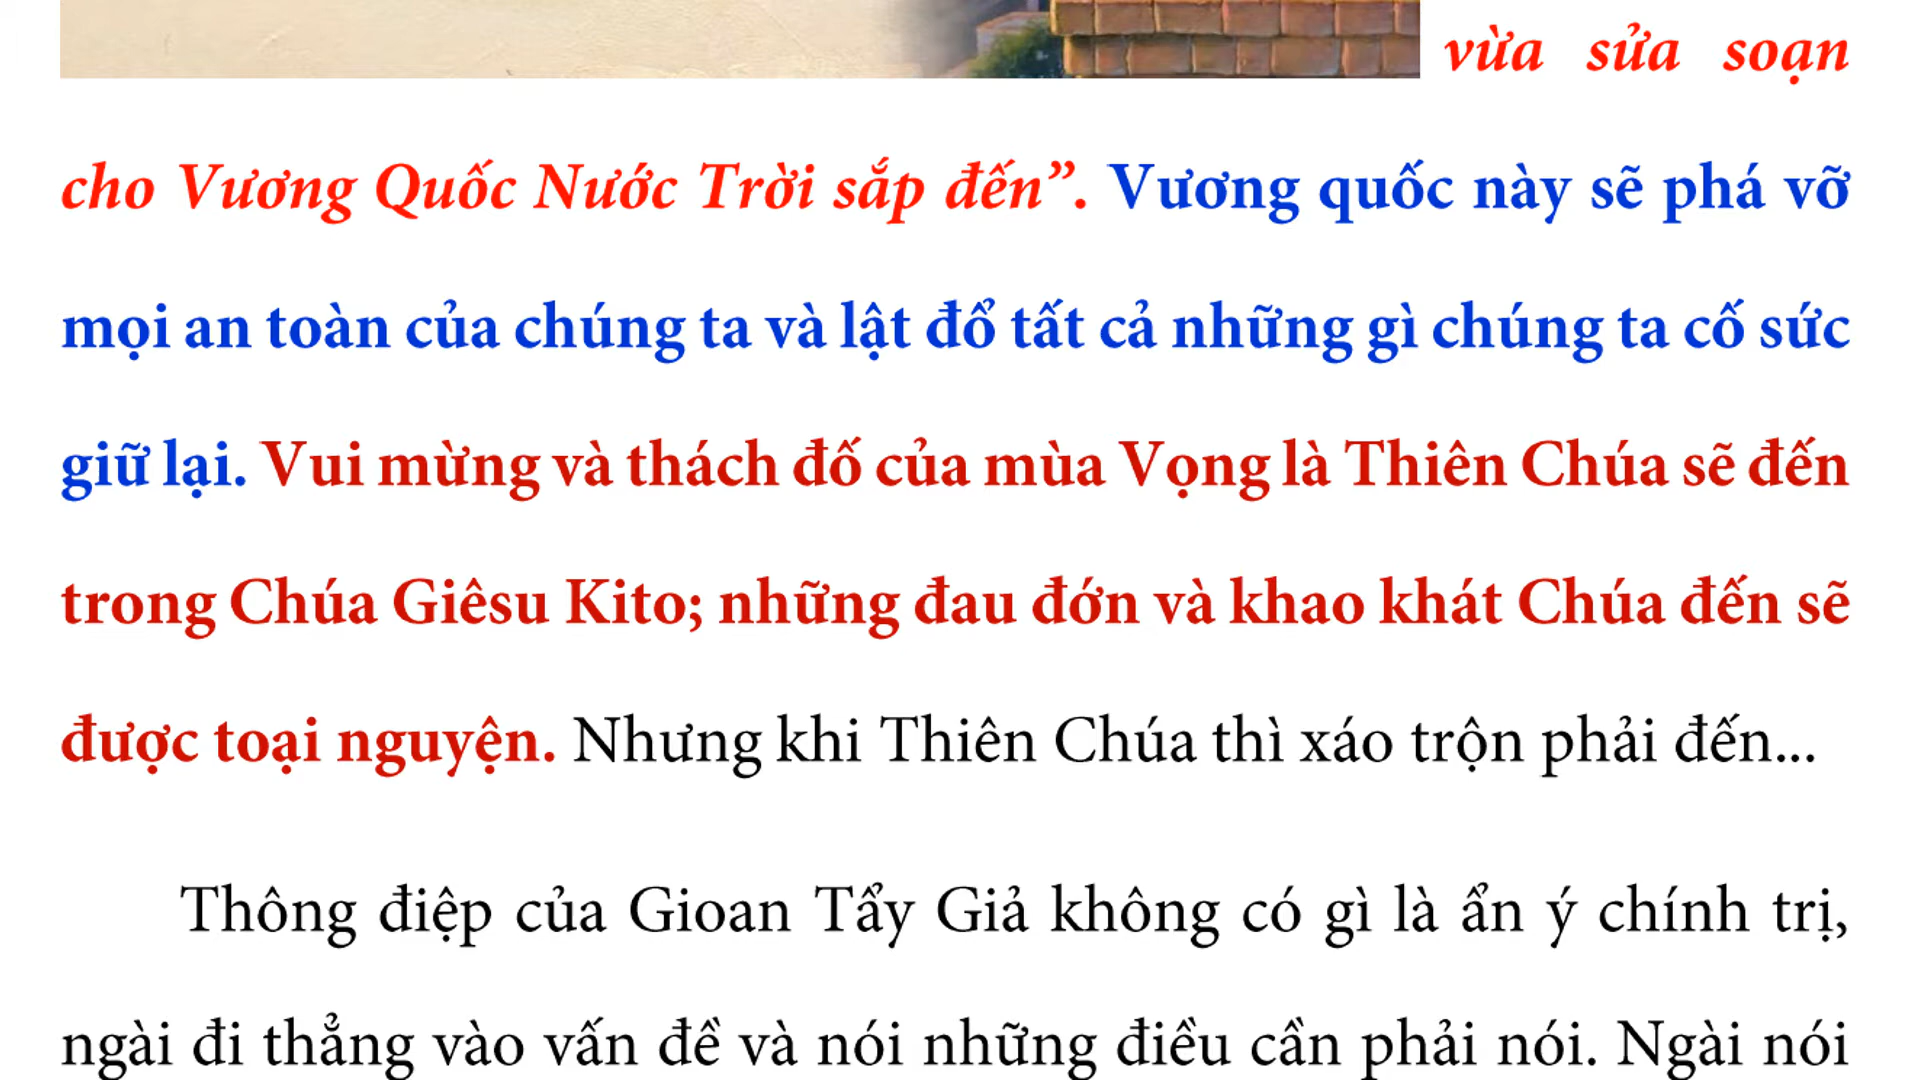 vừa sửa soạn
cho Vương Quốc Nước Trời sắp đến”. Vương quốc này sẽ phá vỡ
mọi an toàn của chúng ta và lật đổ tất cả những gì chúng ta cố sức
giữ lại. Vui mừng và thách đố của mùa Vọng là Thiên Chúa sẽ đến
trong Chúa Giêsu Kito; những đau đớn và khao khát Chúa đến sẽ
được toại nguyện. Nhưng khi Thiên Chúa thì xáo trộn phải đến...
Thông điệp của Gioan Tẩy Giả không có gì là ẩn ý chính trị,
ngài đi thẳng vào vấn đề và nói những điều cần phải nói. Ngài nói